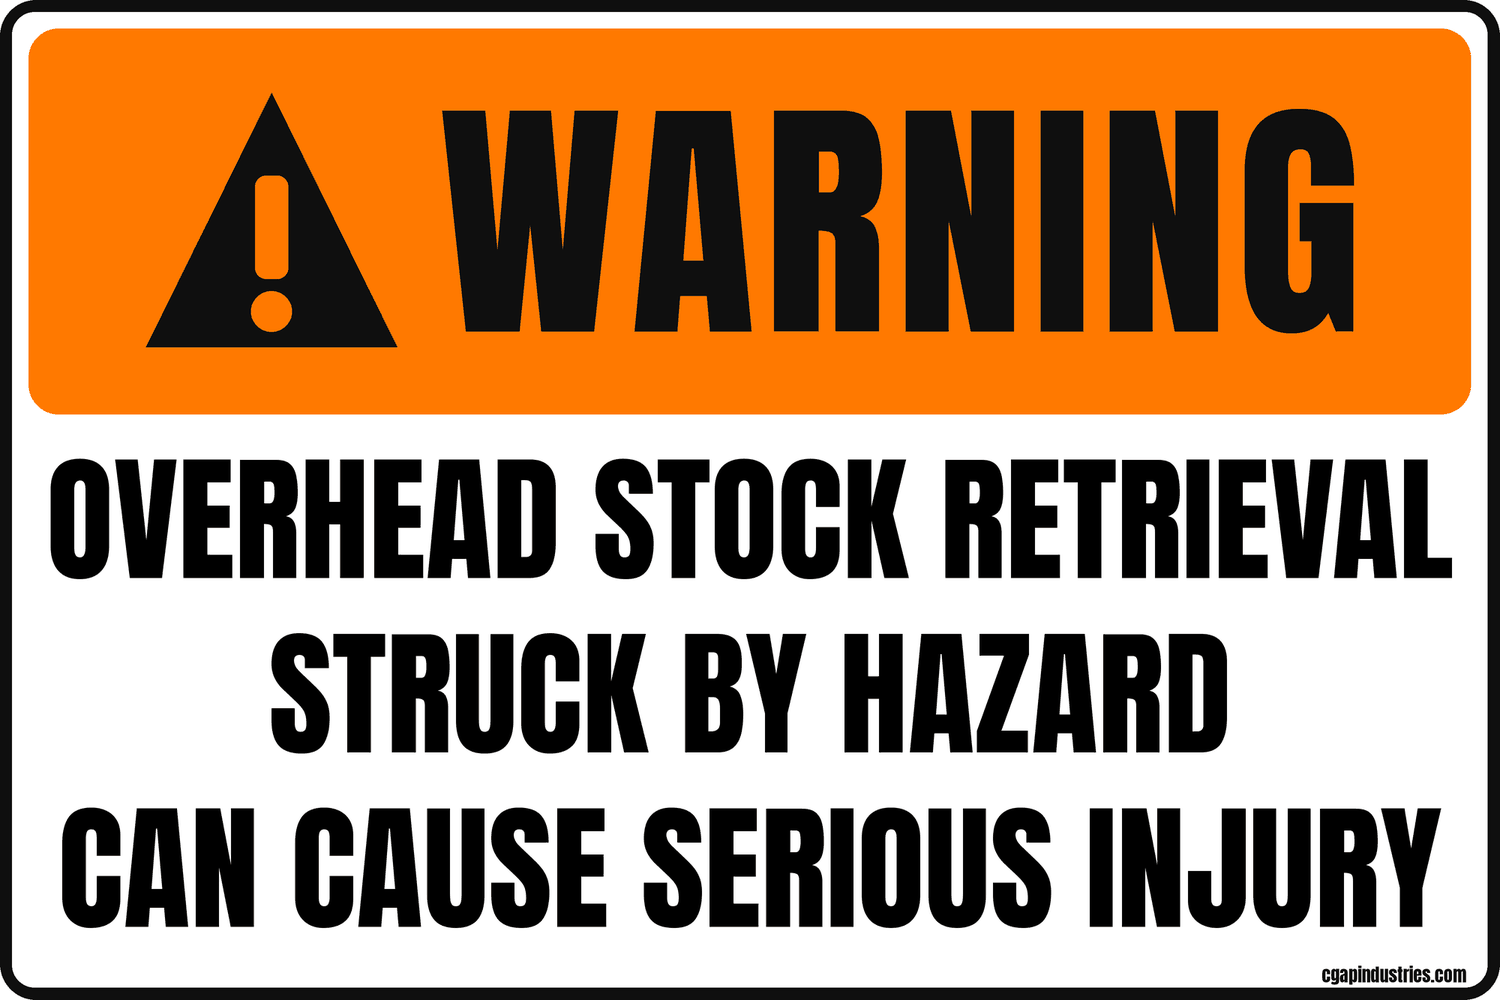 WARNING
OVERHEAD STOCK RETRIEVAL
STRUCK BY HAZARD
CAN CAUSE SERIOUS INJURY
cgapindustries.com